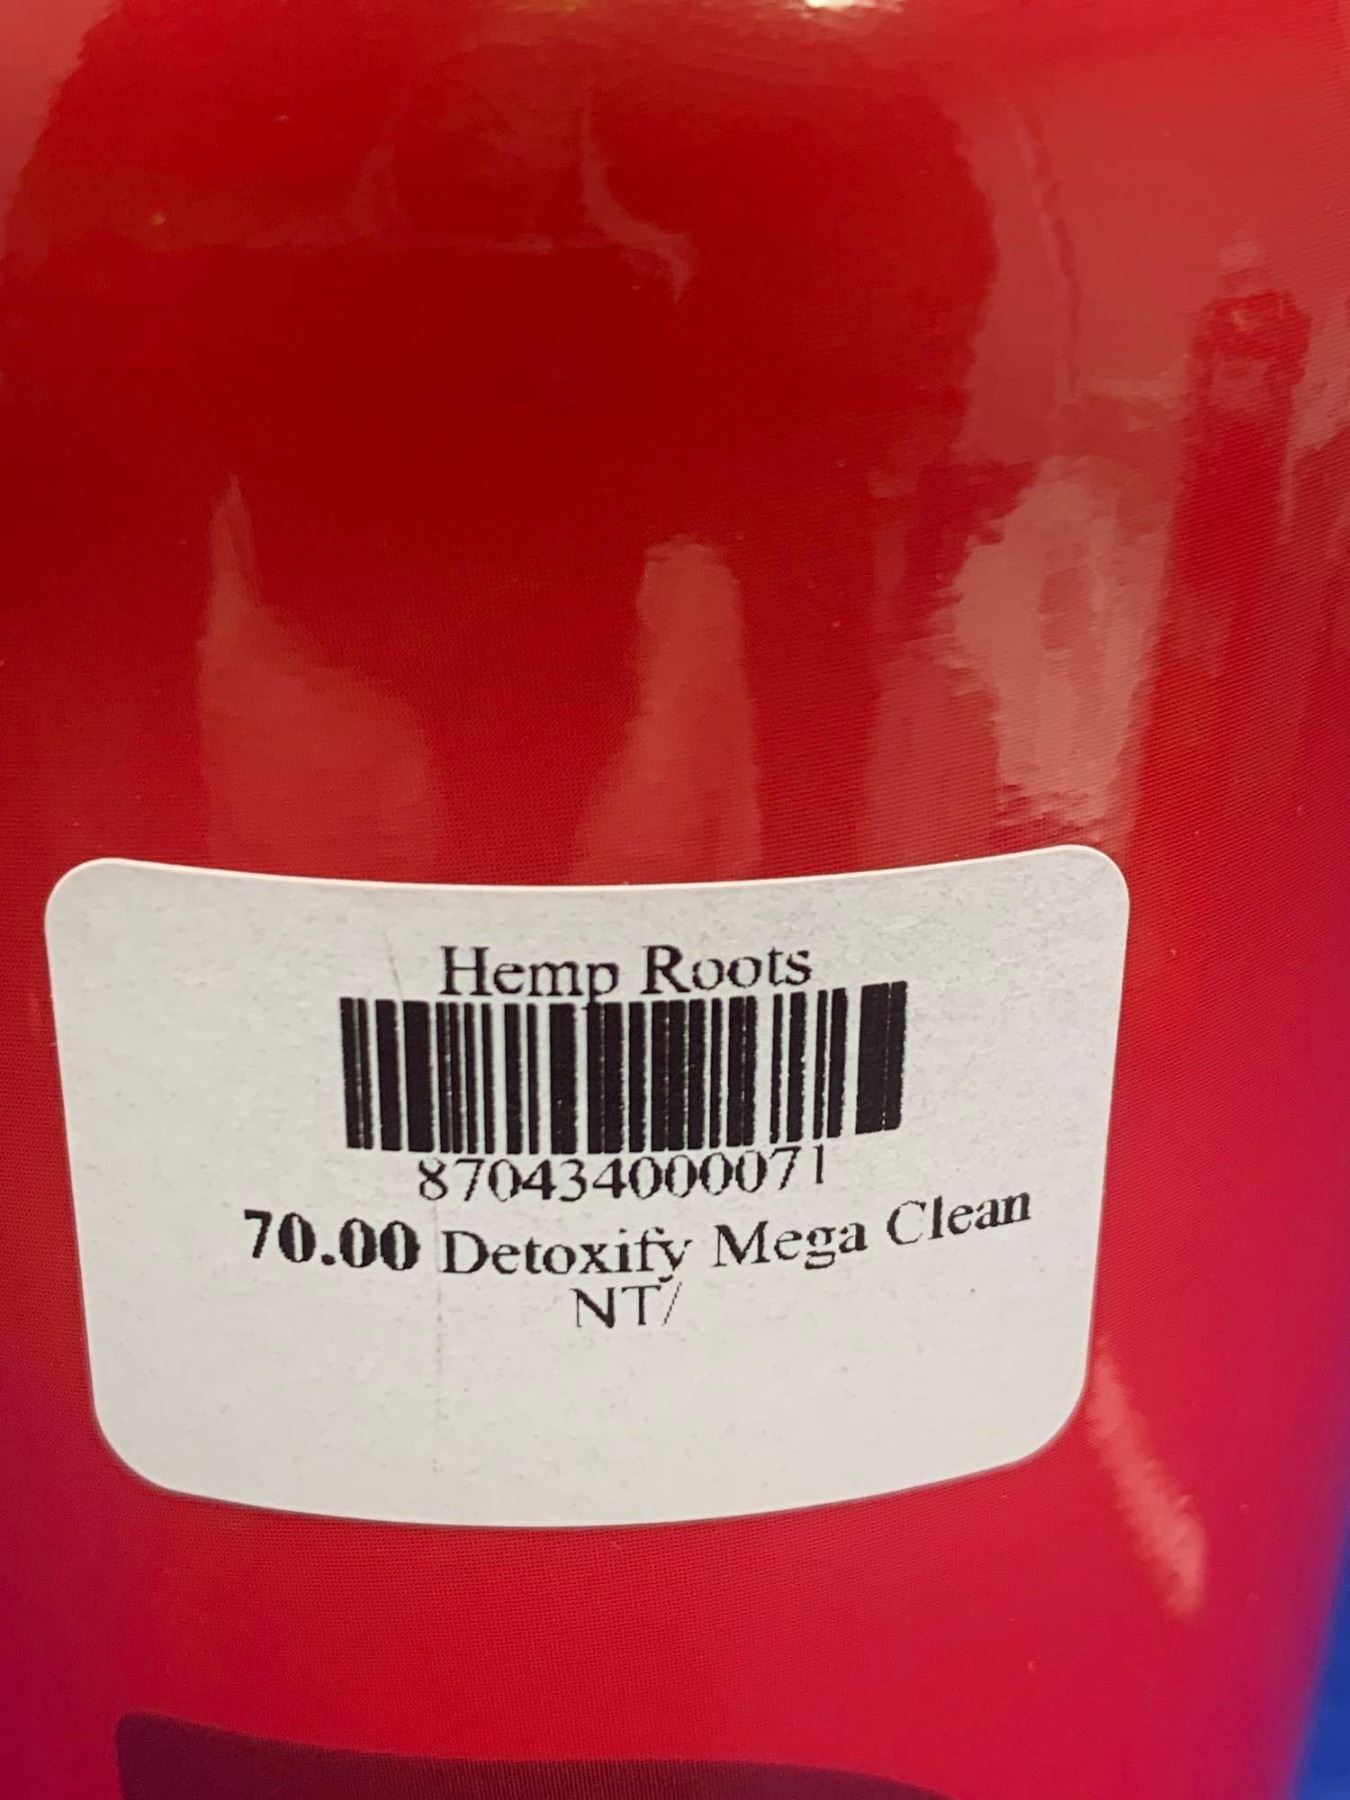 Hemp Roots
870434000071
70.00 Detoxify Mega Clean
NT/